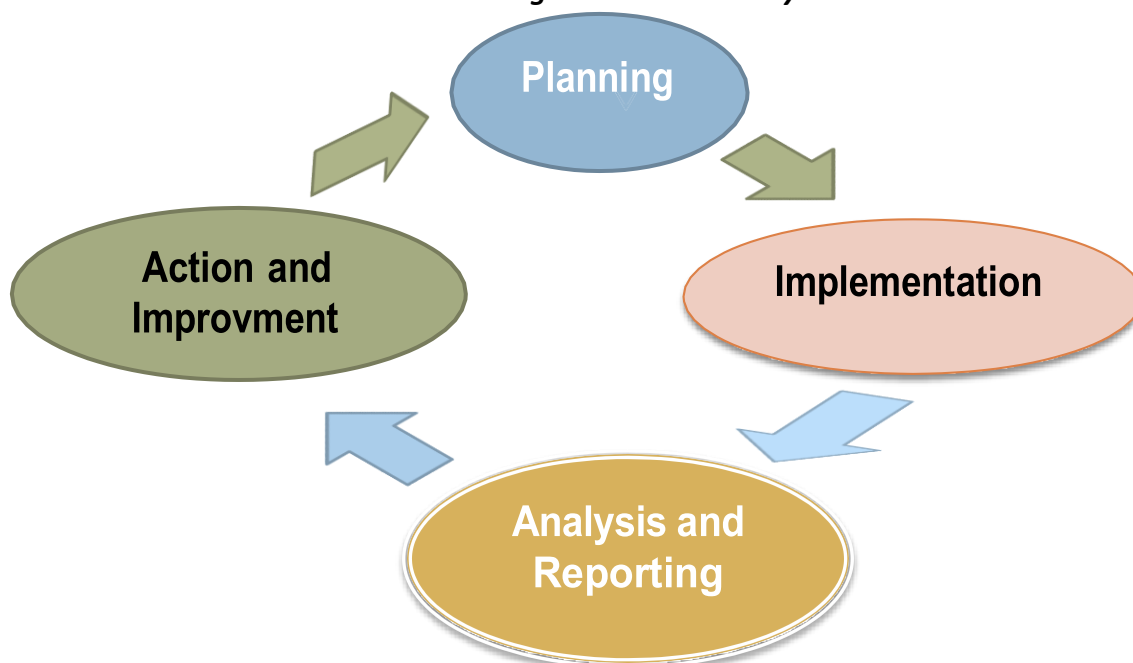 Planning
Implementation
Action and
Improvment
Analysis and
Reporting